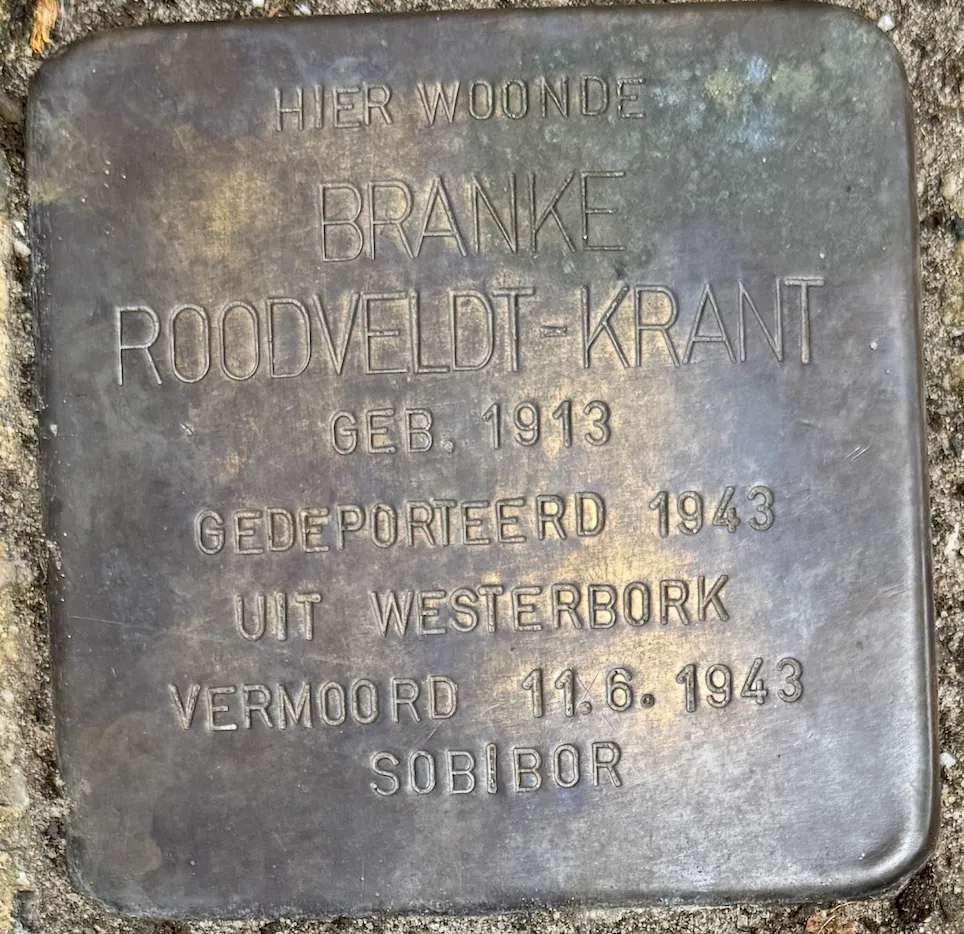 HIER WOONDE
BRANKE
ROODVELDT-KRANT
GEB. 1913
GEDEPORTEERD 1943
UIT WESTERBORK
VERMOORD 11.6.1943
SOBIBOR